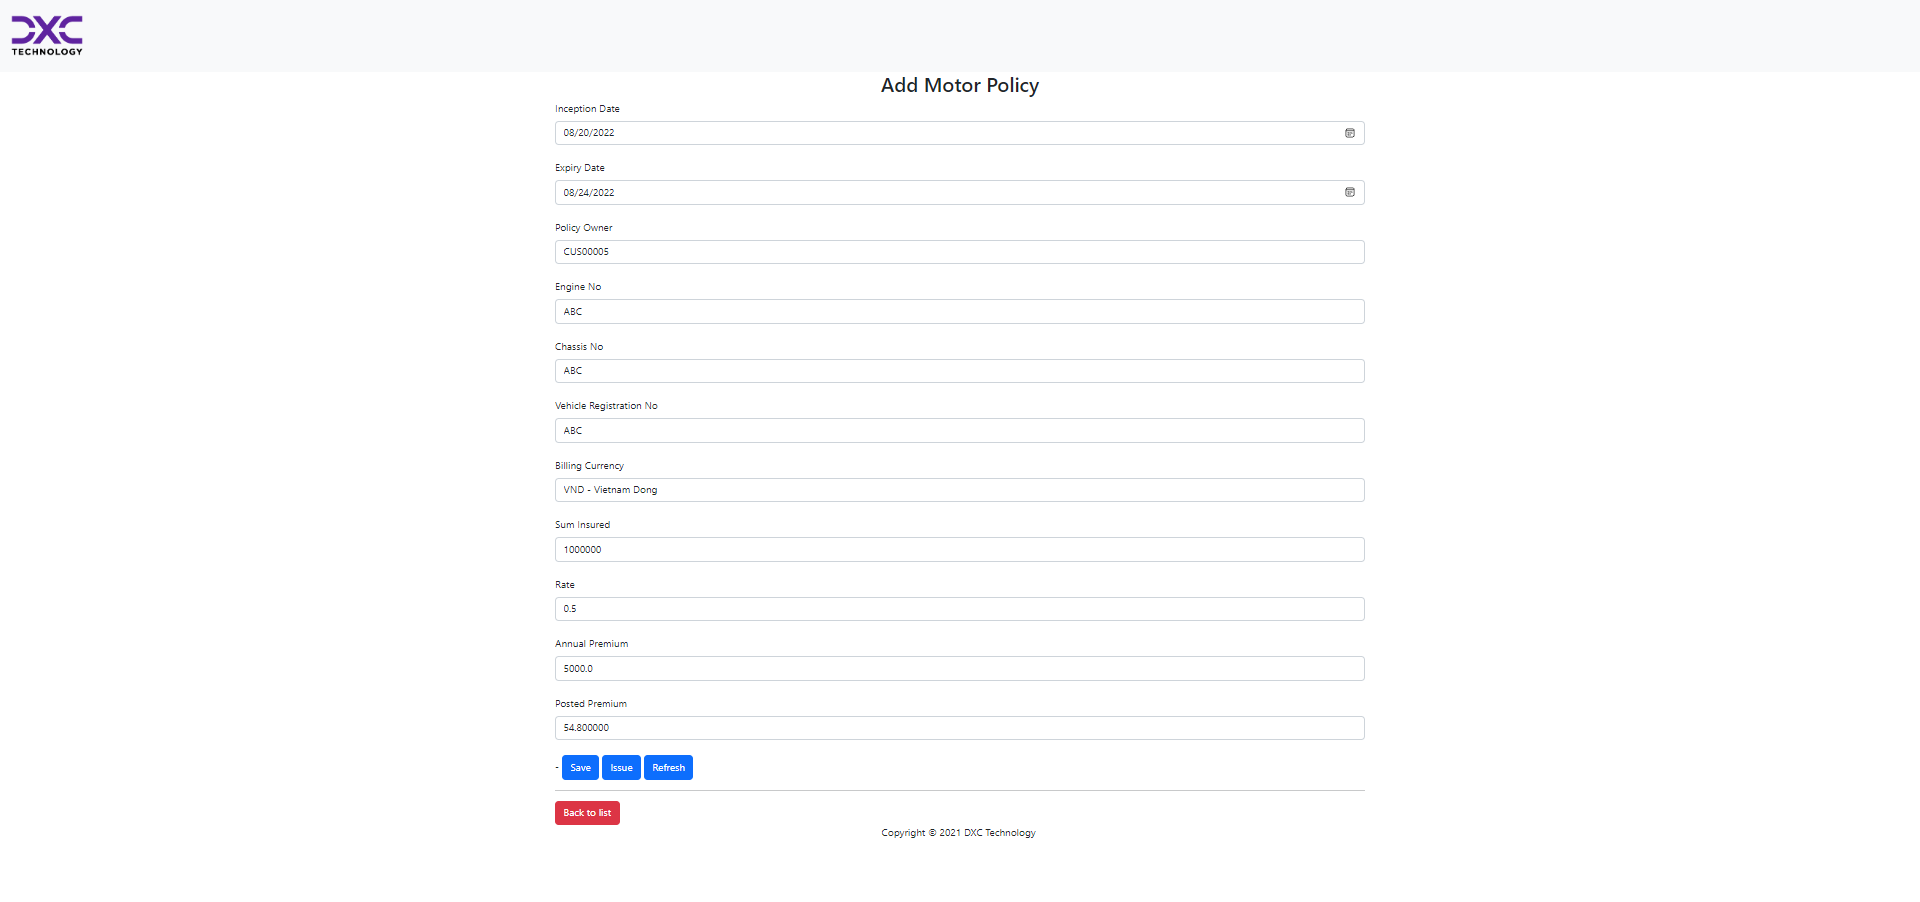 DXC
TECHNOLOGY
Add Motor Policy
Inception Date
08/20/2022
Expiry Date
08/24/2022
Policy Owner
CUS00005
Engine No
ABC
Chassis No
ABC
Vehicle Registration No
ABC
Billing Currency
VND - Vietnam Dong
Sum Insured
1000000
Rate
0.5
Annual Premium
5000.0
Posted Premium
54.800000
- Save Issue Refresh
Back to list
Copyright © 2021 DXC Technology